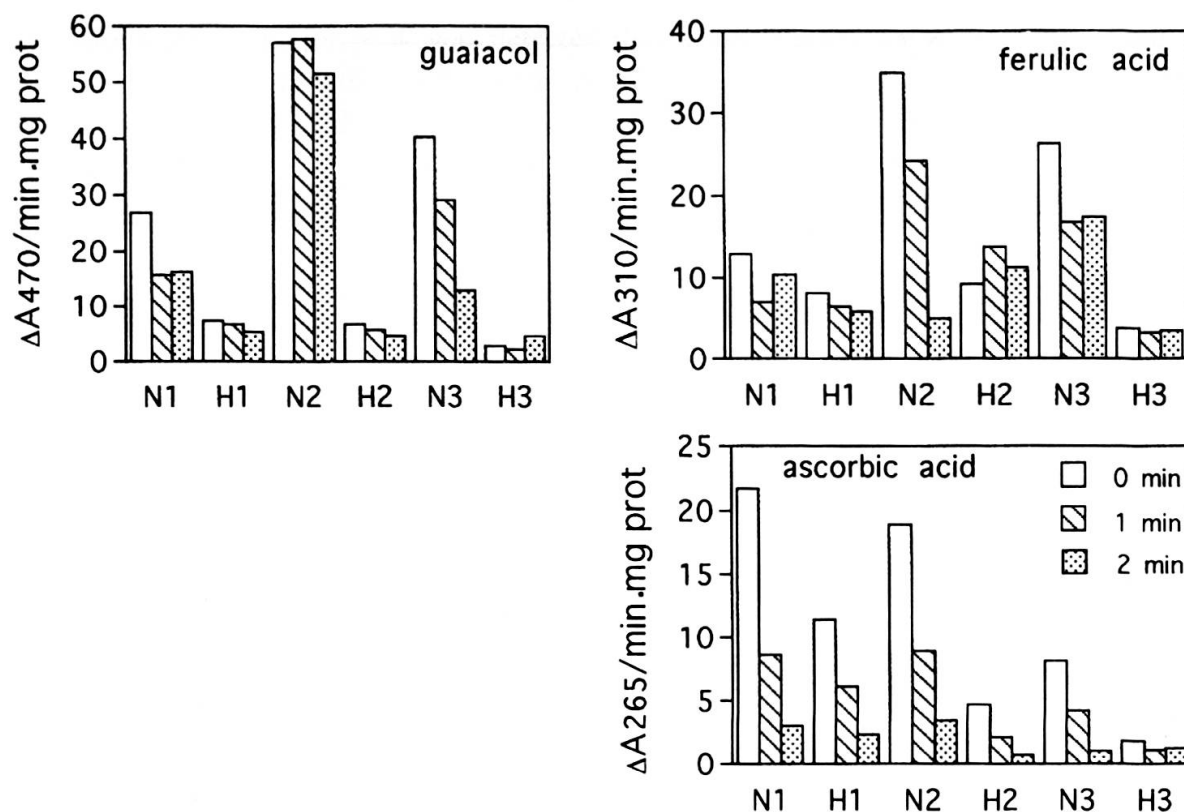 ΔA470/min.mg prot
60
50
40
30
20
10
0
guaiacol
N1 H1 N2 H2 N3 H3
ΔA310/min.mg prot
40
30
20
10
0
ferulic acid
N1 H1 N2 H2 N3 H3
ΔA265/min.mg prot
25
20
15
10
5
0
ascorbic acid
0 min
1 min
2 min
N1 H1 N2 H2 N3 H3